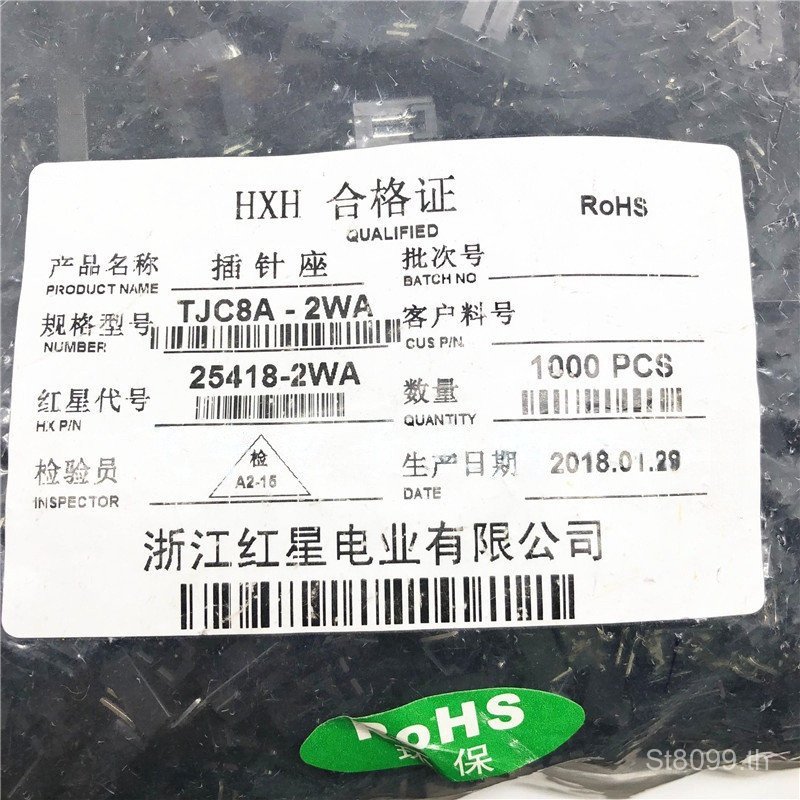 HXH 合格证 RoHS
QUALIFIED
产品名称 插针座 批次号
PRODUCT NAME BATCH NO
规格型号 TJC8A - 2WA 客户料号
NUMBER CUS P/N
红星代号 25418-2WA 数量 1000 PCS
H.X P/N QUANTITY
检验员 检 A2-15 生产日期 2018.01.29
INSPECTOR DATE
浙江红星电业有限公司
RoHS
保
St8099.th